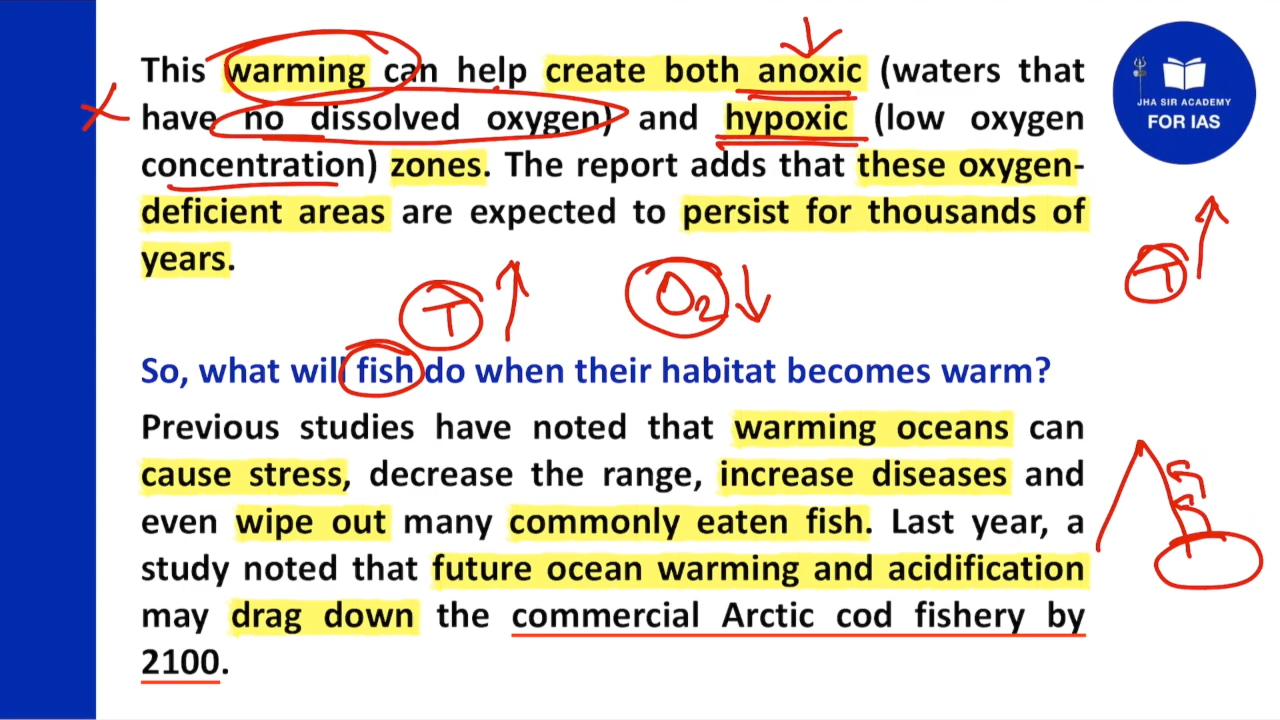 This warming can help create both anoxic (waters that
have no dissolved oxygen) and hypoxic (low oxygen
concentration) zones. The report adds that these oxygen-
deficient areas are expected to persist for thousands of
years.
JHA SIR ACADEMY
FOR IAS
T
T
O2
So, what will fish do when their habitat becomes warm?
Previous studies have noted that warming oceans can
cause stress, decrease the range, increase diseases and
even wipe out many commonly eaten fish. Last year, a
study noted that future ocean warming and acidification
may drag down the commercial Arctic cod fishery by
2100.